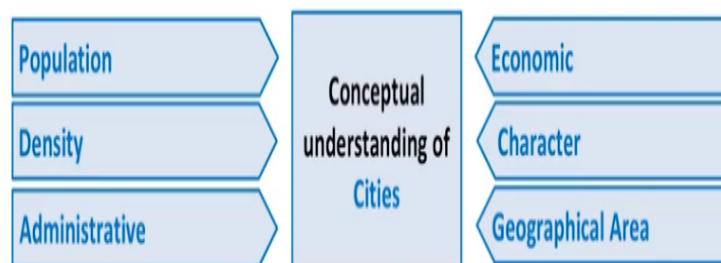 Population
Density
Administrative
Conceptual
understanding of
Cities
Economic
Character
Geographical Area